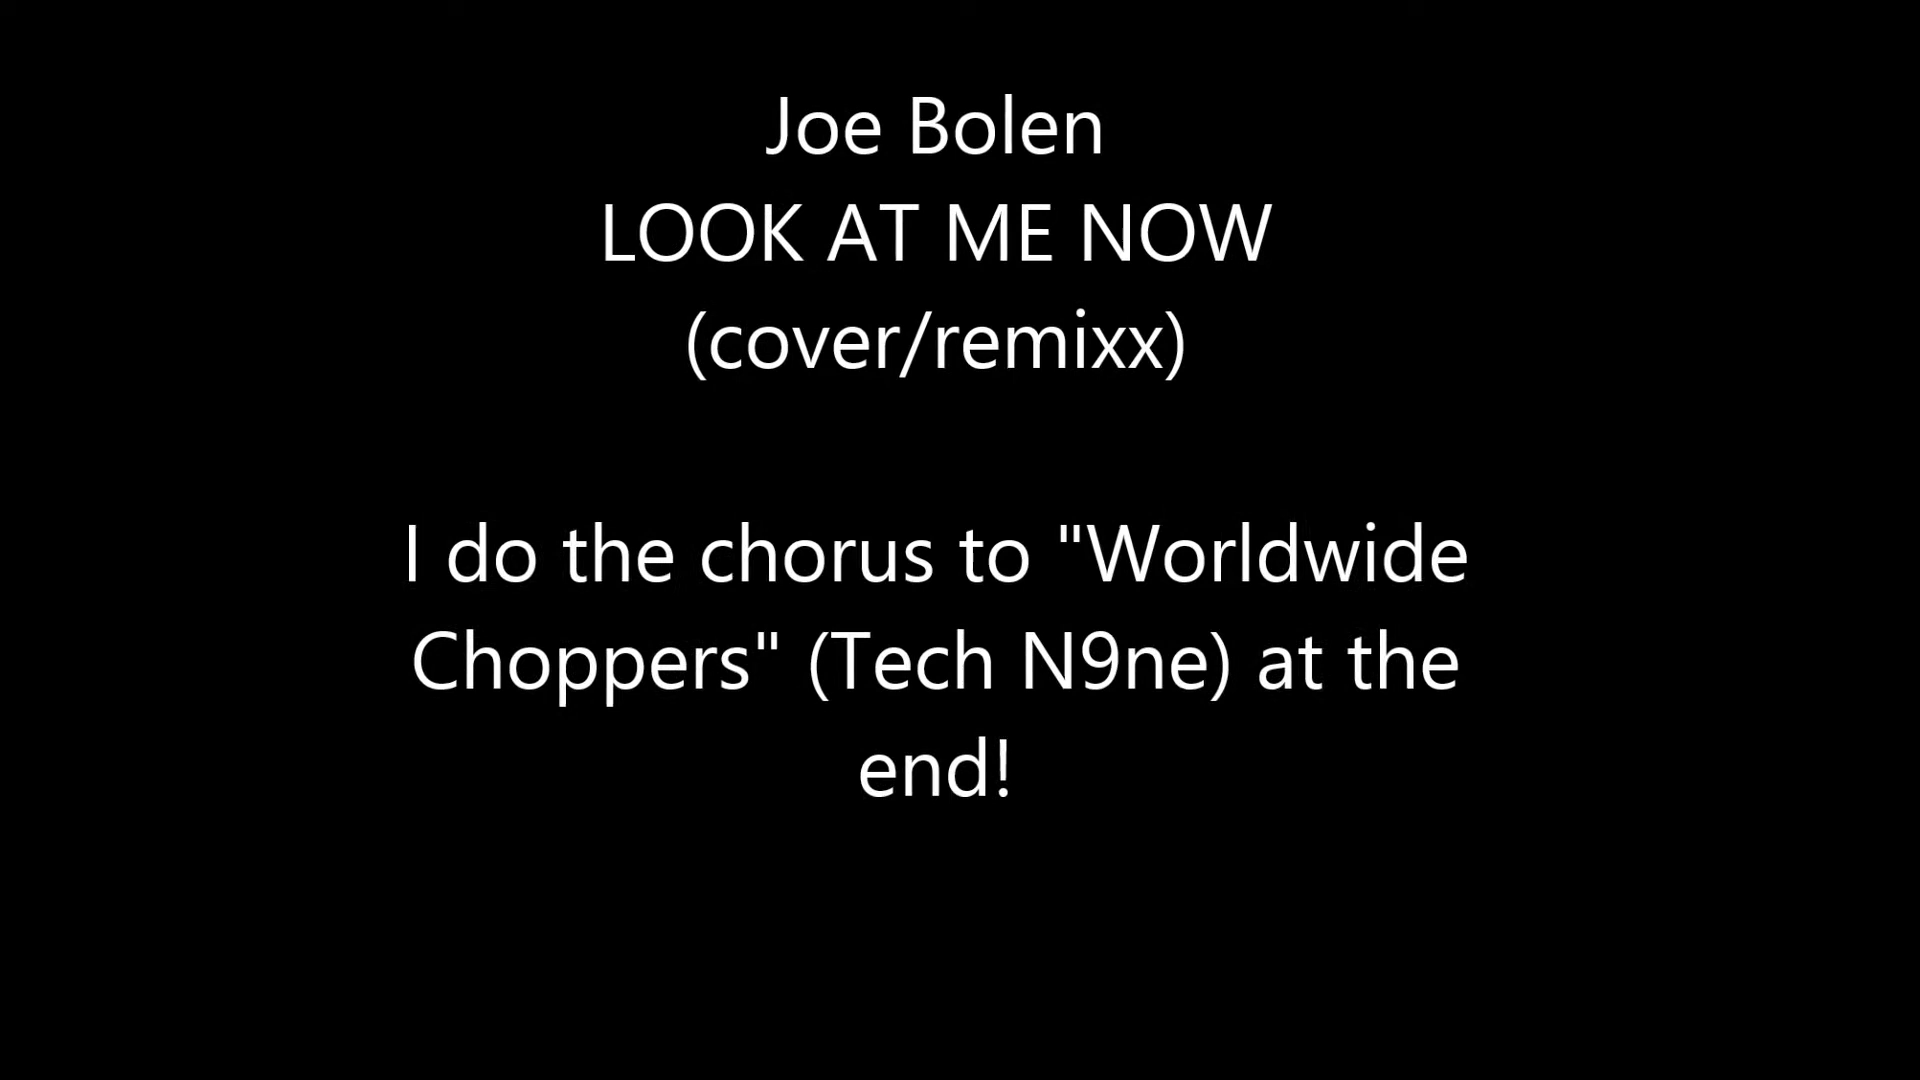 Joe Bolen
LOOK AT ME NOW
(cover/remixx)
I do the chorus to "Worldwide
Choppers" (Tech N9ne) at the
end!